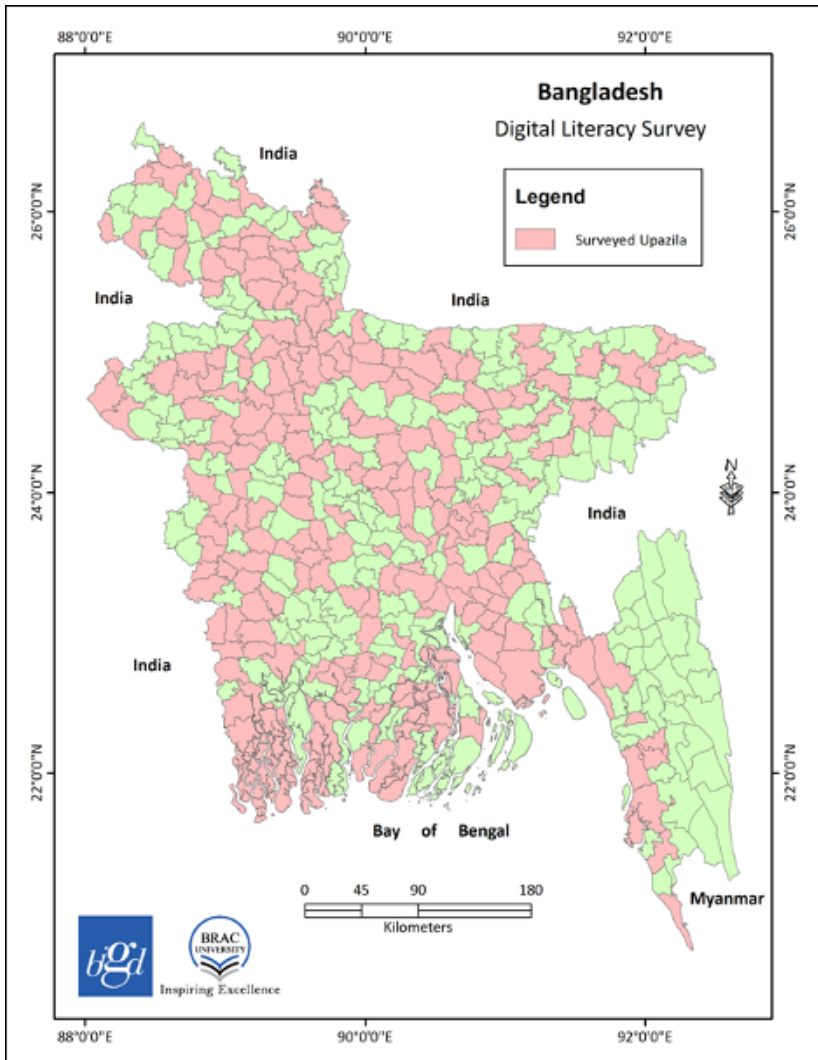 88°0'0"E 90°0'0"E 92°0'0"E
Bangladesh
Digital Literacy Survey
India
Legend
Surveyed Upazila
26°0'0"N 26°0'0"N
India India
24°0'0"N 24°0'0"N
N
India
India
22°0'0"N 22°0'0"N
Bay of Bengal
Myanmar
0 45 90 180
Kilometers
bigd
BRAC
UNIVERSITY
Inspiring Excellence
88°0'0"E 90°0'0"E 92°0'0"E